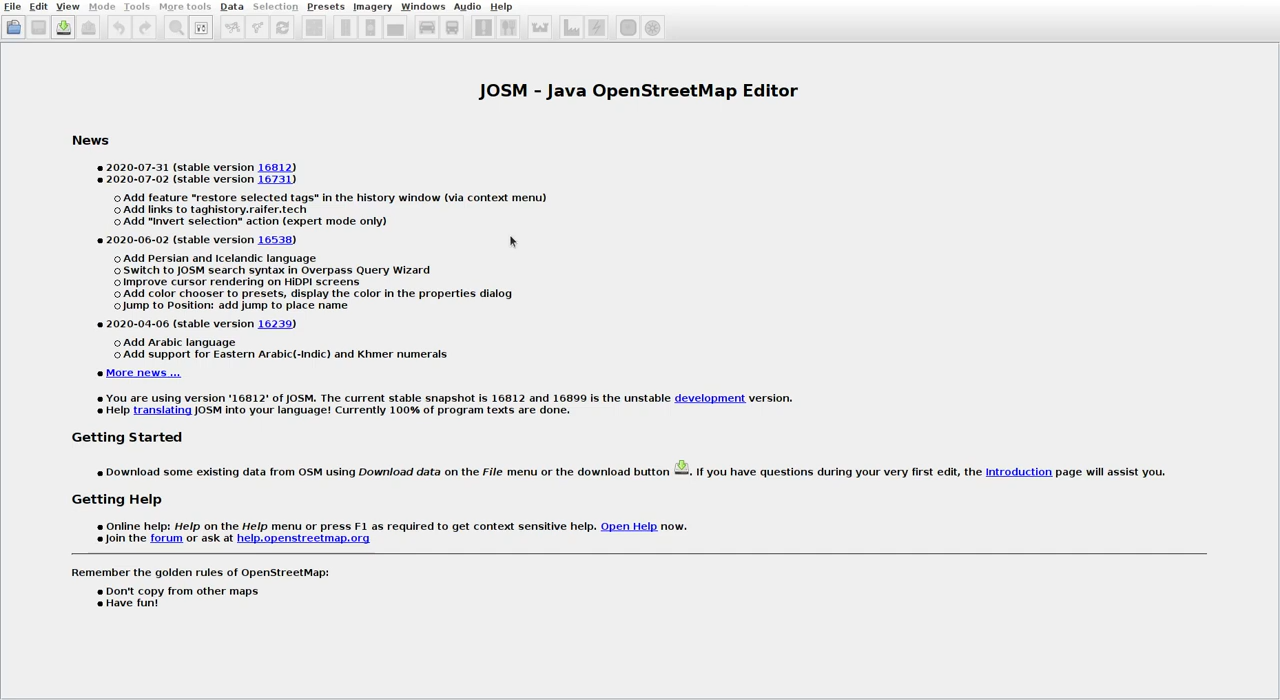 File Edit View Mode Tools More tools Data Selection Presets Imagery Windows Audio Help
JOSM – Java OpenStreetMap Editor
News
2020-07-31 (stable version 16812)
2020-07-02 (stable version 16731)
Add feature "restore selected tags" in the history window (via context menu)
Add links to taghistory.raifer.tech
Add "Invert selection" action (expert mode only)
2020-06-02 (stable version 16538)
Add Persian and Icelandic language
Switch to JOSM search syntax in Overpass Query Wizard
Improve cursor rendering on HiDPI screens
Add color chooser to presets, display the color in the properties dialog
Jump to Position: add jump to place name
2020-04-06 (stable version 16239)
Add Arabic language
Add support for Eastern Arabic(-Indic) and Khmer numerals
More news ...
You are using version '16812' of JOSM. The current stable snapshot is 16812 and 16899 is the unstable development version.
Help translating JOSM into your language! Currently 100% of program texts are done.
Getting Started
Download some existing data from OSM using Download data on the File menu or the download button . If you have questions during your very first edit, the Introduction page will assist you.
Getting Help
Online help: Help on the Help menu or press F1 as required to get context sensitive help. Open Help now.
Join the forum or ask at help.openstreetmap.org
Remember the golden rules of OpenStreetMap:
Don't copy from other maps
Have fun!